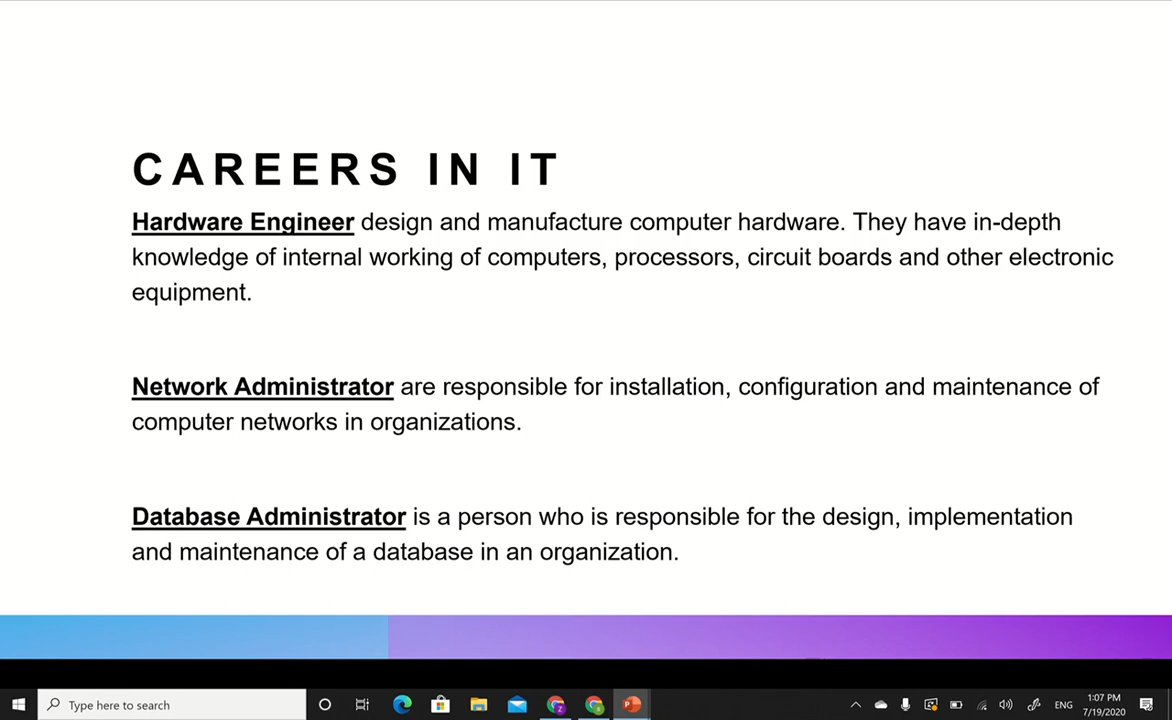 CAREERS IN IT
Hardware Engineer design and manufacture computer hardware. They have in-depth
knowledge of internal working of computers, processors, circuit boards and other electronic
equipment.
Network Administrator are responsible for installation, configuration and maintenance of
computer networks in organizations.
Database Administrator is a person who is responsible for the design, implementation
and maintenance of a database in an organization.
Type here to search
ENG
1:07 PM
7/19/2020